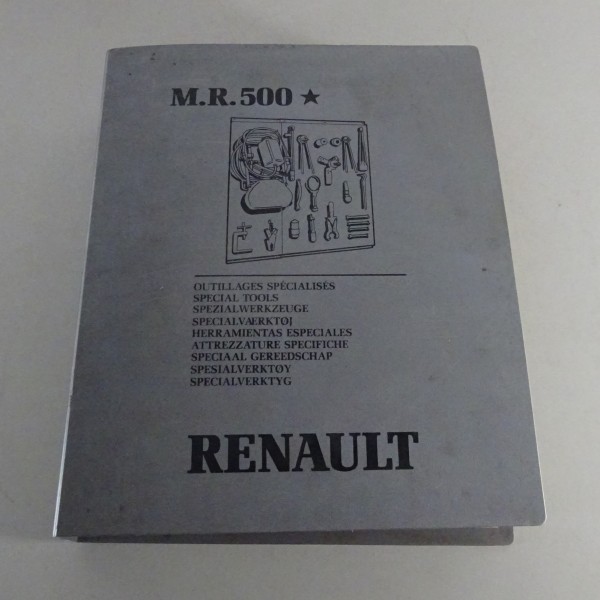 M.R.500 ★
OUTILLAGES SPÉCIALISÉS
SPECIAL TOOLS
SPEZIALWERKZEUGE
SPECIALVÆRKTØJ
HERRAMIENTAS ESPECIALES
ATTREZZATURE SPECIFICHE
SPECIAAL GEREEDSCHAP
SPESIALVERKTØY
SPECIALVERKTYG
RENAULT